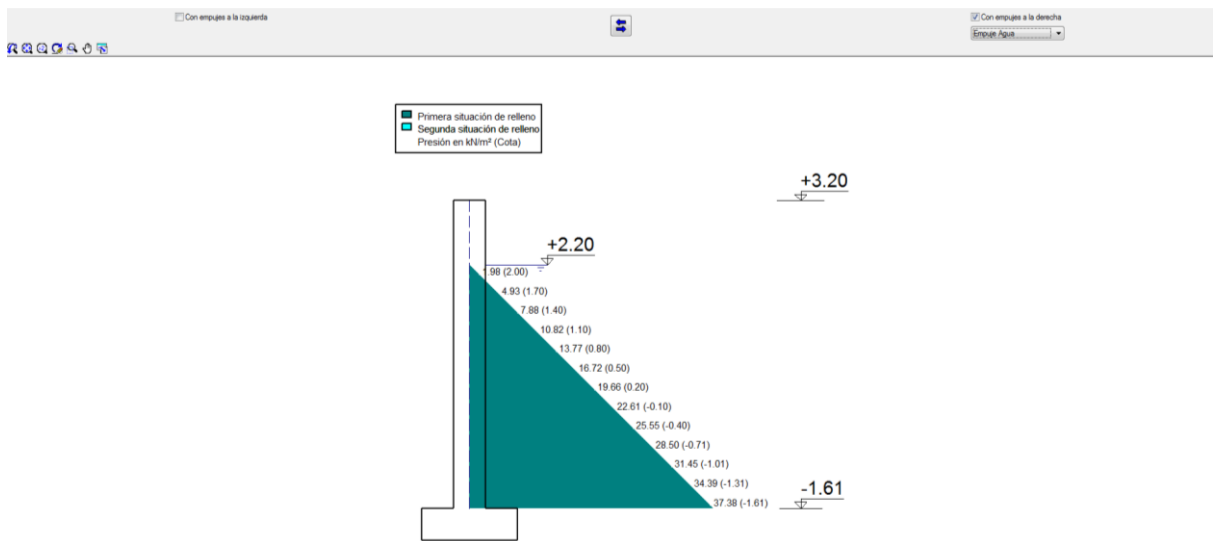 Con empujes a la izquierda
Con empujes a la derecha
Empuje Agua
Primera situación de relleno
Segunda situación de relleno
Presión en kN/m² (Cota)
+3.20
+2.20
.98 (2.00)
4.93 (1.70)
7.88 (1.40)
10.82 (1.10)
13.77 (0.80)
16.72 (0.50)
19.66 (0.20)
22.61 (-0.10)
25.55 (-0.40)
28.50 (-0.71)
31.45 (-1.01)
34.39 (-1.31)
-1.61
37.38 (-1.61)